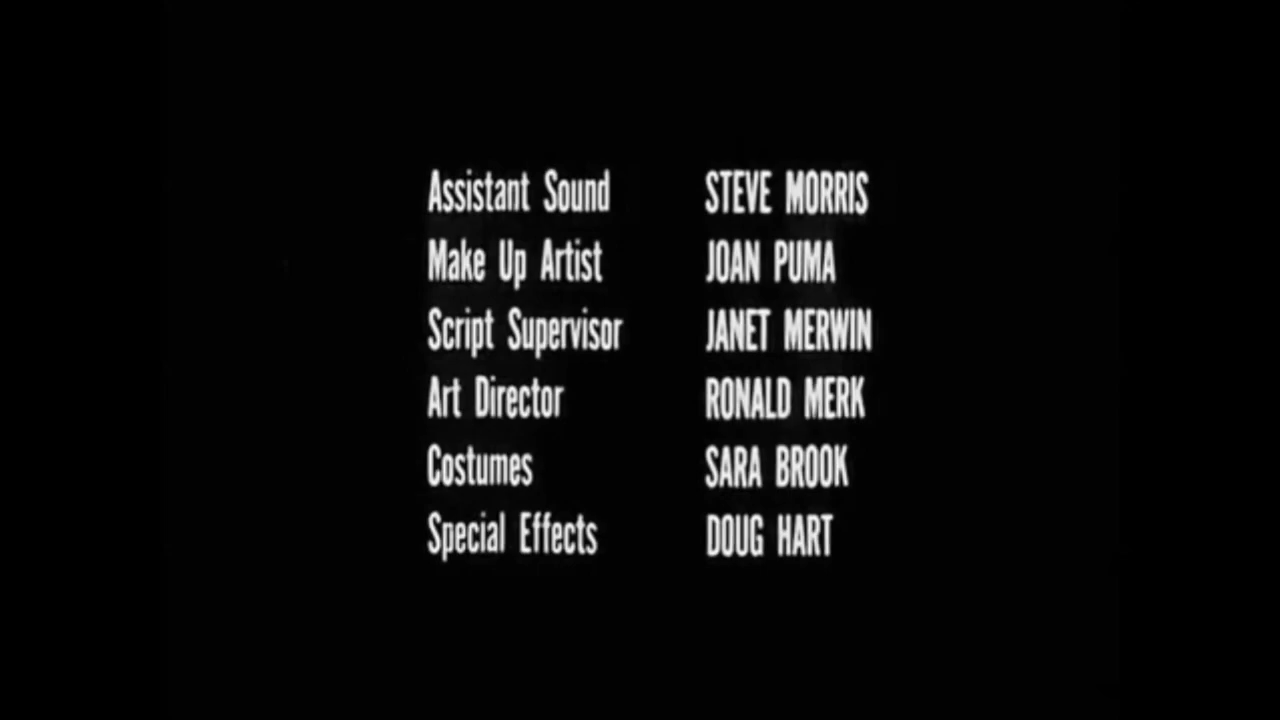 Assistant Sound STEVE MORRIS
Make Up Artist JOAN PUMA
Script Supervisor JANET MERWIN
Art Director RONALD MERK
Costumes SARA BROOK
Special Effects DOUG HART